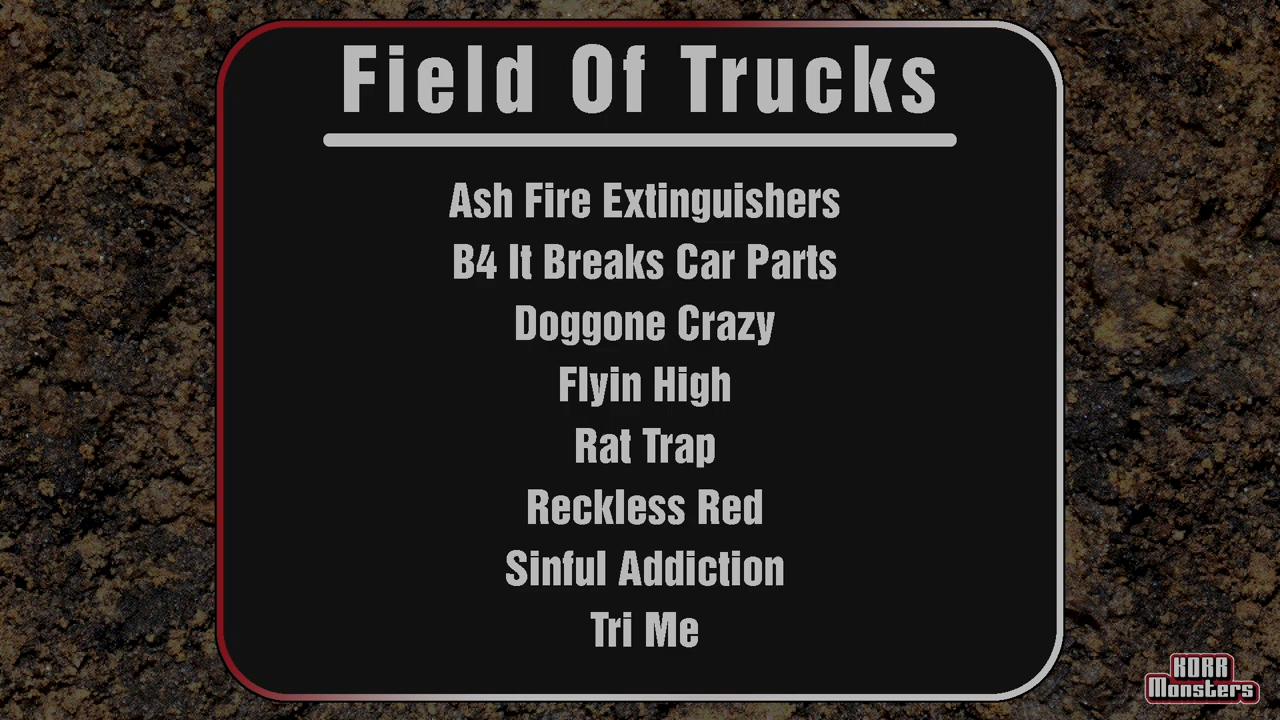 Field Of Trucks
Ash Fire Extinguishers
B4 It Breaks Car Parts
Doggone Crazy
Flyin High
Rat Trap
Reckless Red
Sinful Addiction
Tri Me
KORR
Monsters